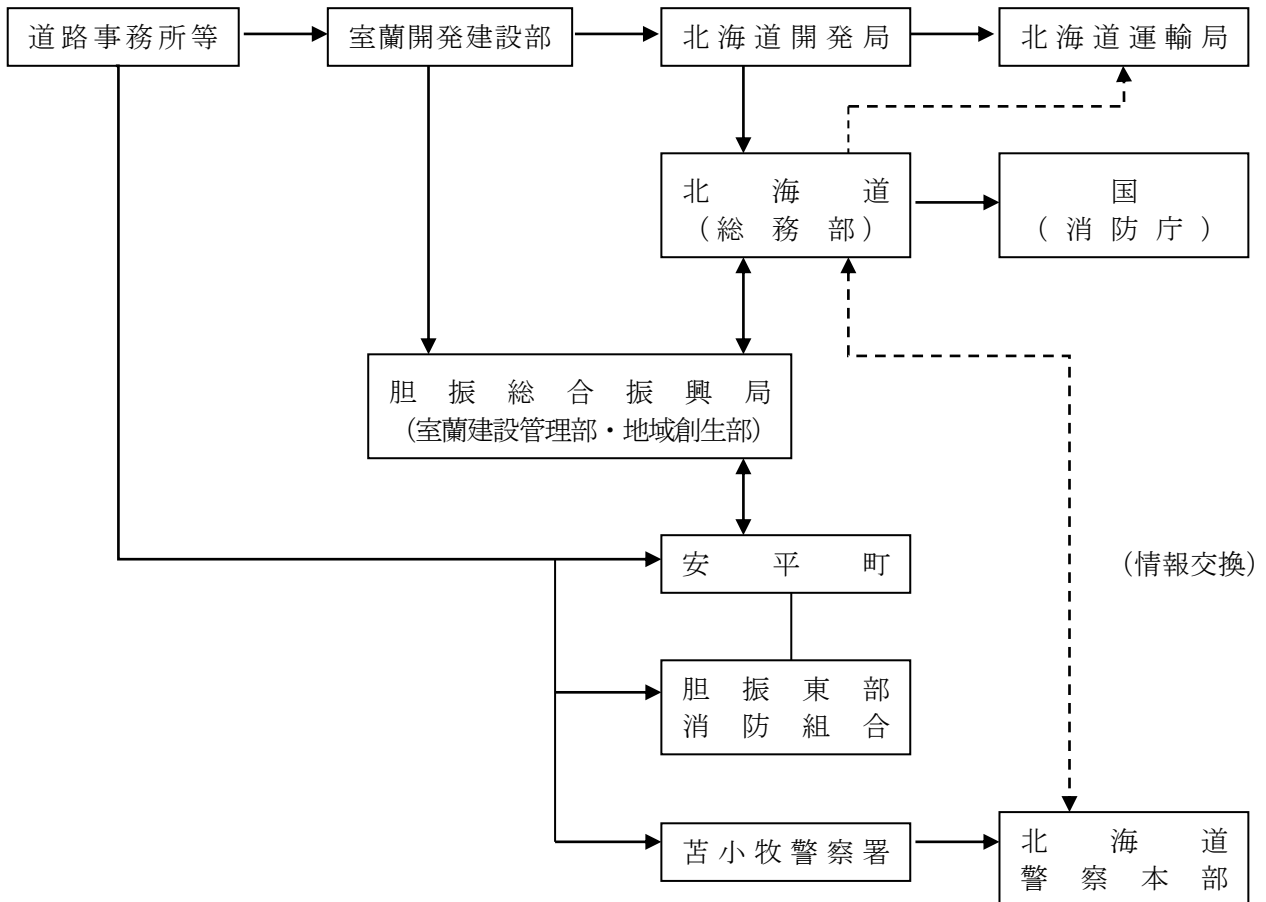 道路事務所等
室蘭開発建設部
北海道開発局
北海道運輸局
北海道
（総務部）
国
（消防庁）
胆振総合振興局
（室蘭建設管理部・地域創生部）
安平町
（情報交換）
胆振東部
消防組合
苫小牧警察署
北海道
警察本部